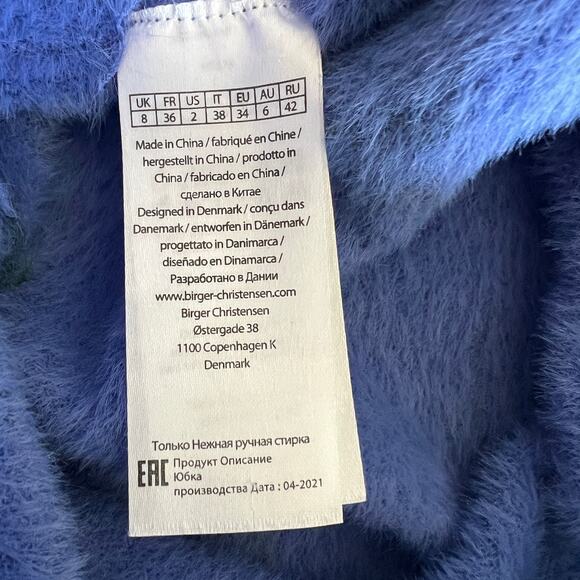 UK FR US IT EU AU RU
8 36 2 38 34 6 42
Made in China / fabriqué en Chine /
hergestellt in China / prodotto in
China / fabricado en China /
сделано в Китае
Designed in Denmark / conçu dans
Danemark / entworfen in Dänemark /
progettato in Danimarca /
diseñado en Dinamarca /
Разработано в Дании
www.birger-christensen.com
Birger Christensen
Østergade 38
1100 Copenhagen K
Denmark
Только Нежная ручная стирка
EAC Продукт Описание
Юбка
производства Дата : 04-2021